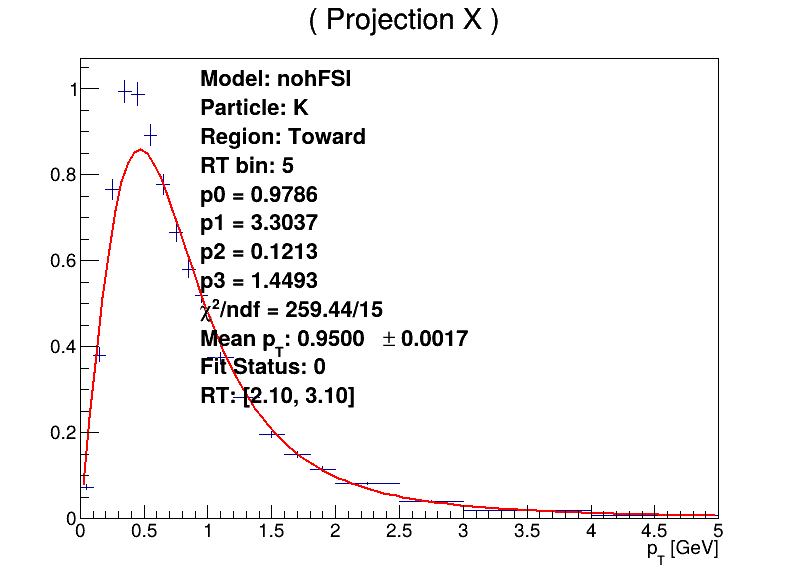 ( Projection X )
Model: nohFSI
Particle: K
Region: Toward
RT bin: 5
p0 = 0.9786
p1 = 3.3037
p2 = 0.1213
p3 = 1.4493
χ²/ndf = 259.44/15
Mean p_T: 0.9500 ± 0.0017
Fit Status: 0
RT: [2.10, 3.10]
1
0.8
0.6
0.4
0.2
0
0 0.5 1 1.5 2 2.5 3 3.5 4 4.5 5
p_T [GeV]